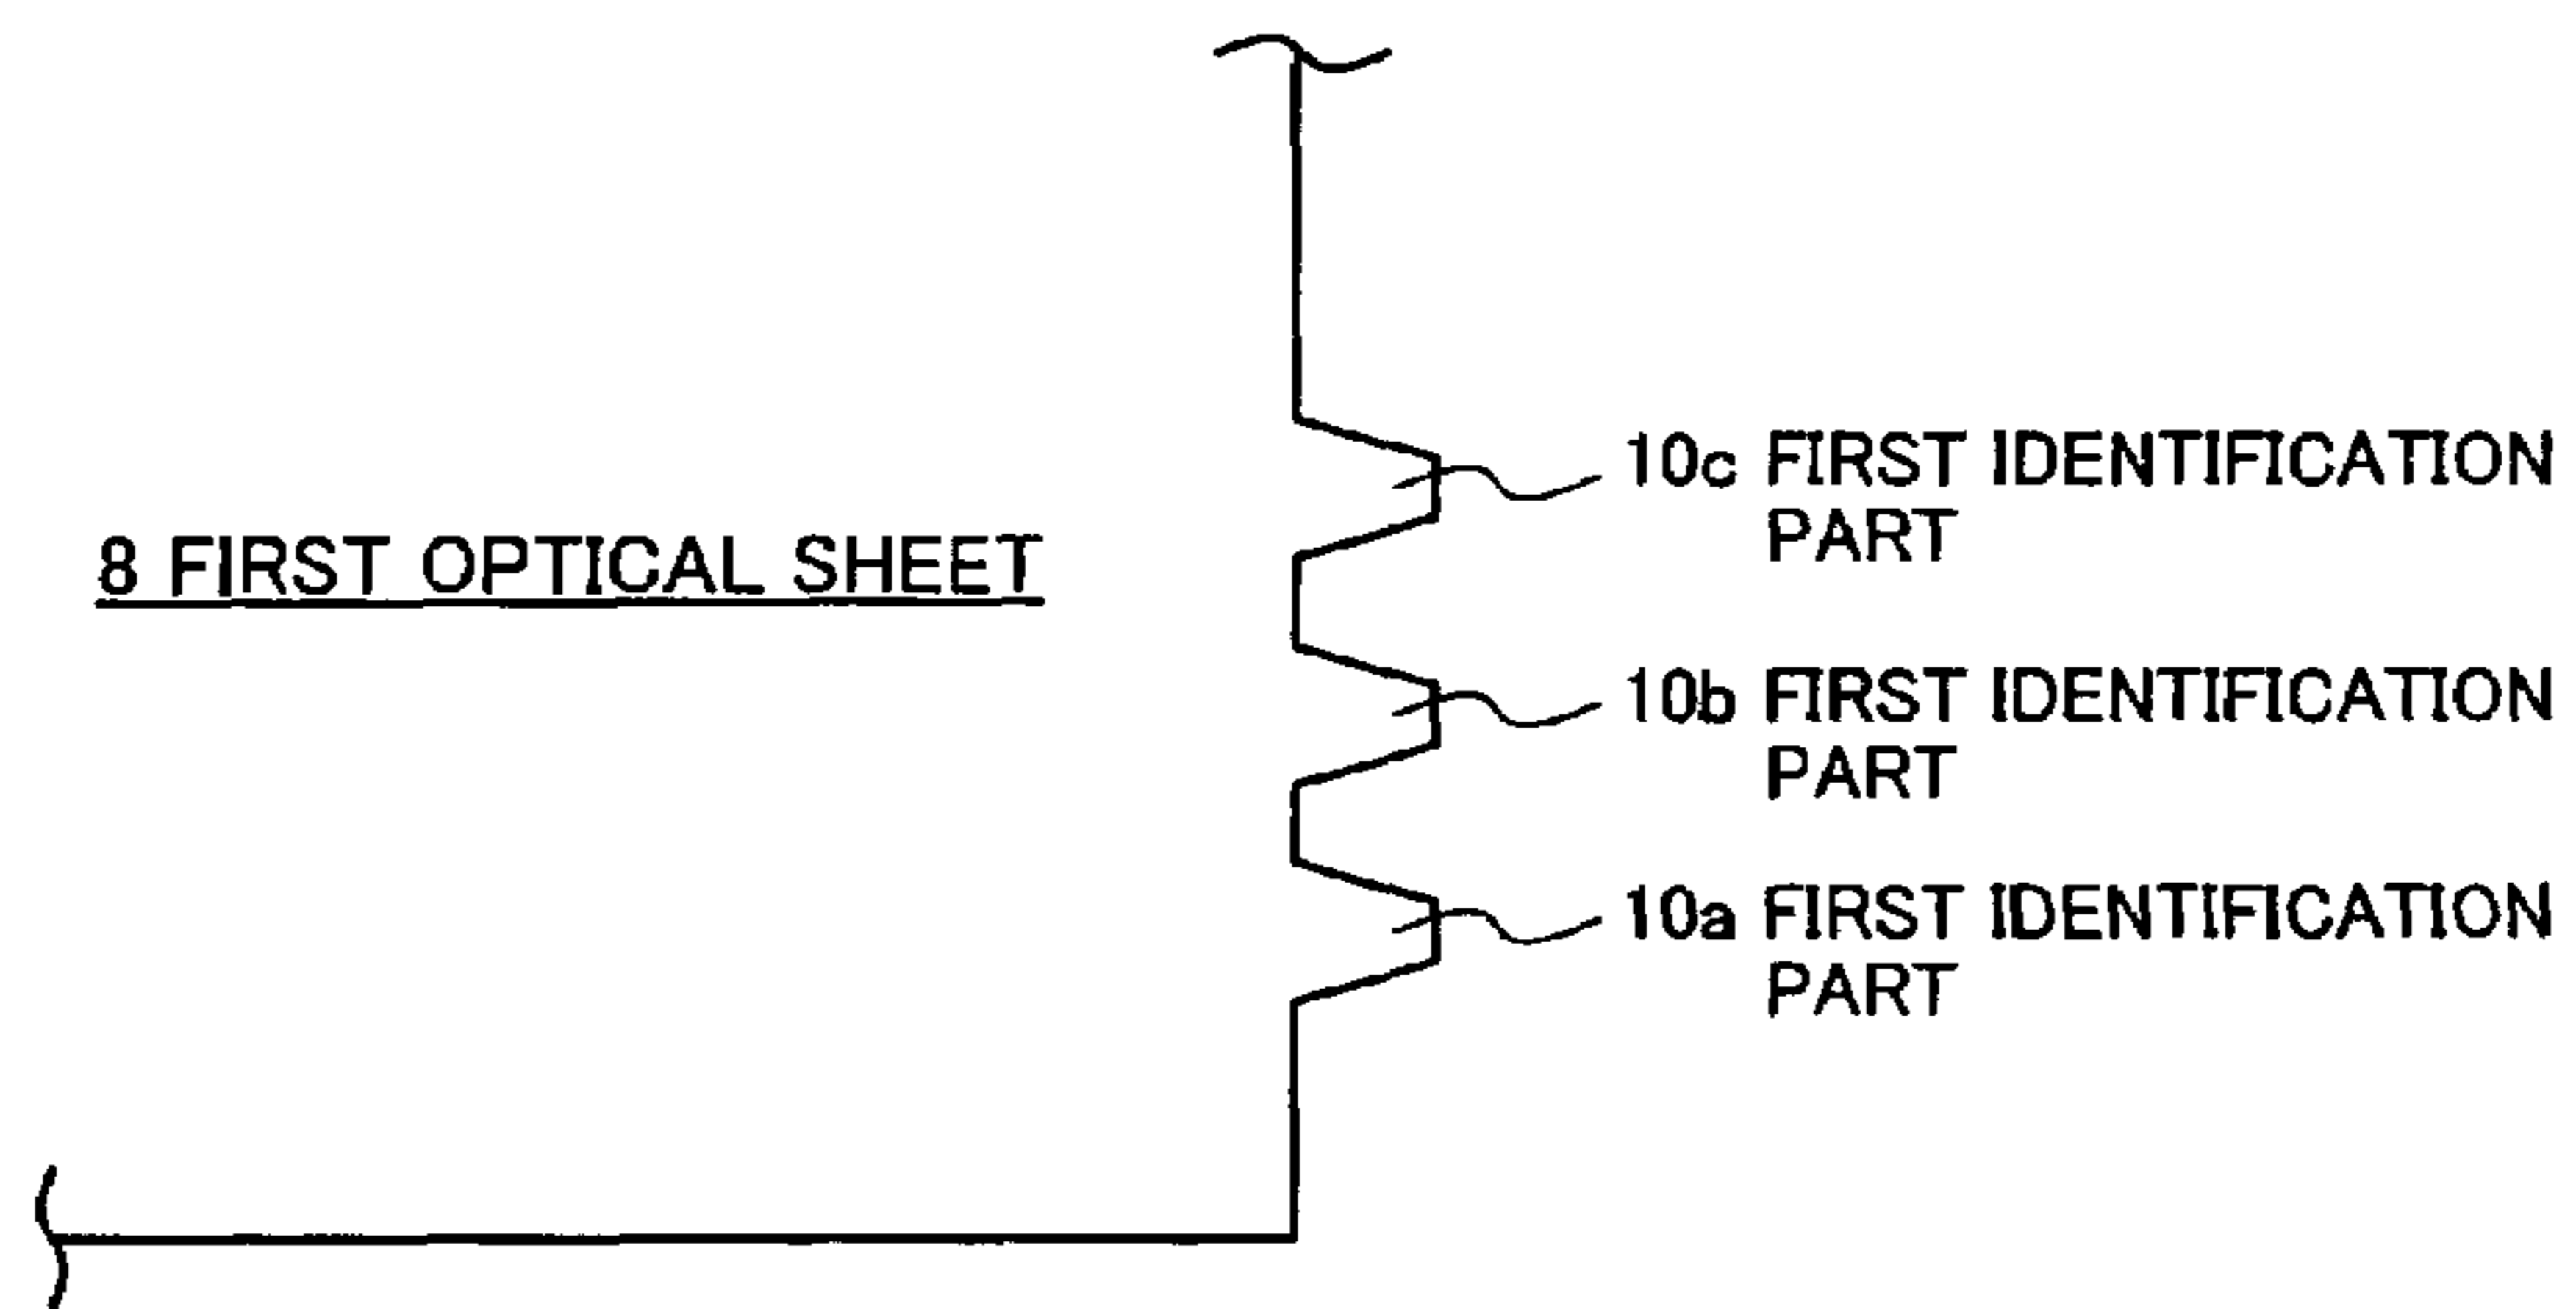 10c FIRST IDENTIFICATION
PART
8 FIRST OPTICAL SHEET
10b FIRST IDENTIFICATION
PART
10a FIRST IDENTIFICATION
PART